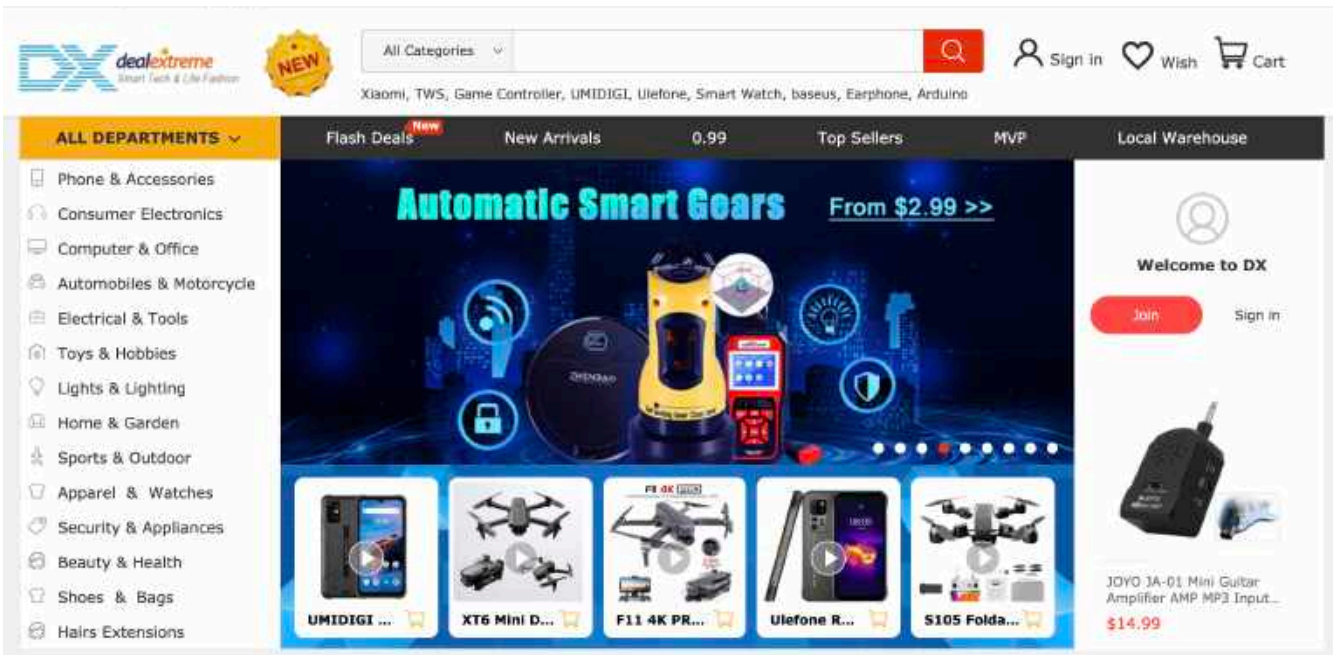 DX dealextreme
Smart Tech & Life Fashion
NEW
All Categories
Sign in
Wish
Cart
Xiaomi, TWS, Game Controller, UMIDIGI, Ulefone, Smart Watch, baseus, Earphone, Arduino
ALL DEPARTMENTS
Flash Deals
New
New Arrivals
0.99
Top Sellers
MVP
Local Warehouse
Phone & Accessories
Consumer Electronics
Computer & Office
Automobiles & Motorcycle
Electrical & Tools
Toys & Hobbies
Lights & Lighting
Home & Garden
Sports & Outdoor
Apparel & Watches
Security & Appliances
Beauty & Health
Shoes & Bags
Hairs Extensions
Automatic Smart Gears
From $2.99 >>
F11 4K PRO
UMIDIGI ...
XT6 Mini D...
F11 4K PR...
Ulefone R...
S105 Folda...
Welcome to DX
Join
Sign in
JOYO JA-01 Mini Guitar
Amplifier AMP MP3 Input...
$14.99